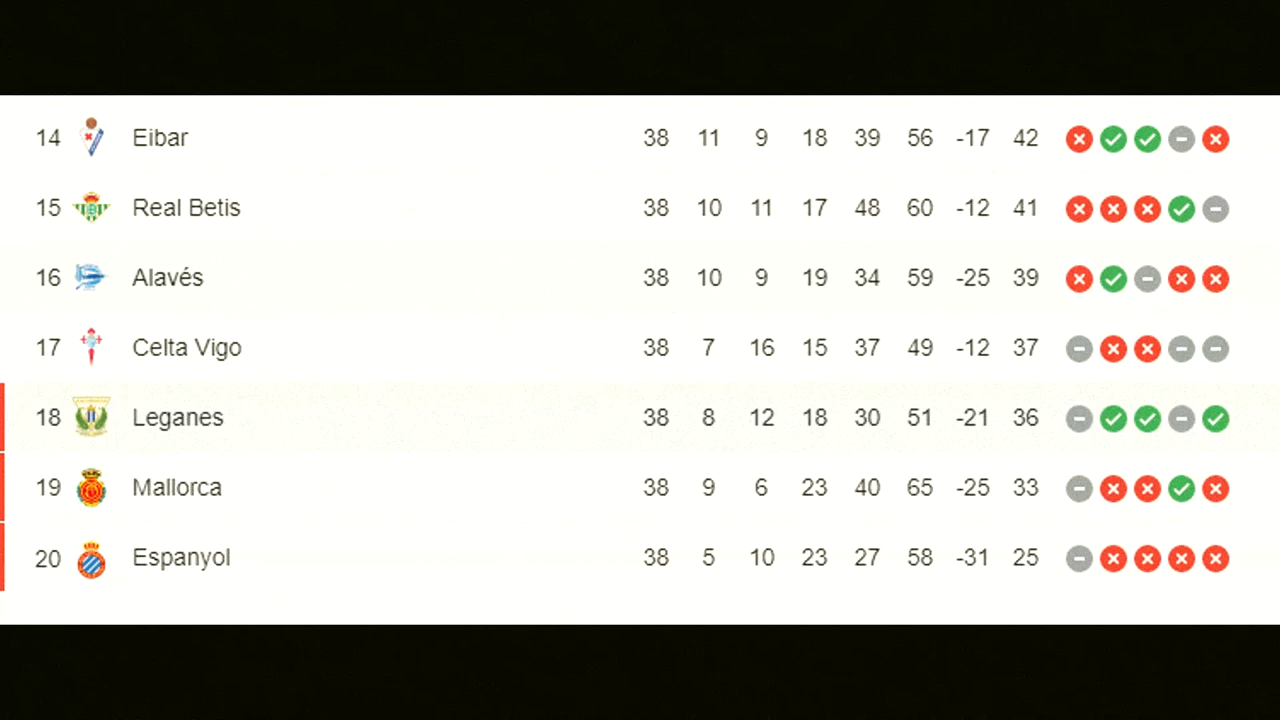 14 Eibar 38 11 9 18 39 56 -17 42
15 Real Betis 38 10 11 17 48 60 -12 41
16 Alavés 38 10 9 19 34 59 -25 39
17 Celta Vigo 38 7 16 15 37 49 -12 37
18 Leganes 38 8 12 18 30 51 -21 36
19 Mallorca 38 9 6 23 40 65 -25 33
20 Espanyol 38 5 10 23 27 58 -31 25